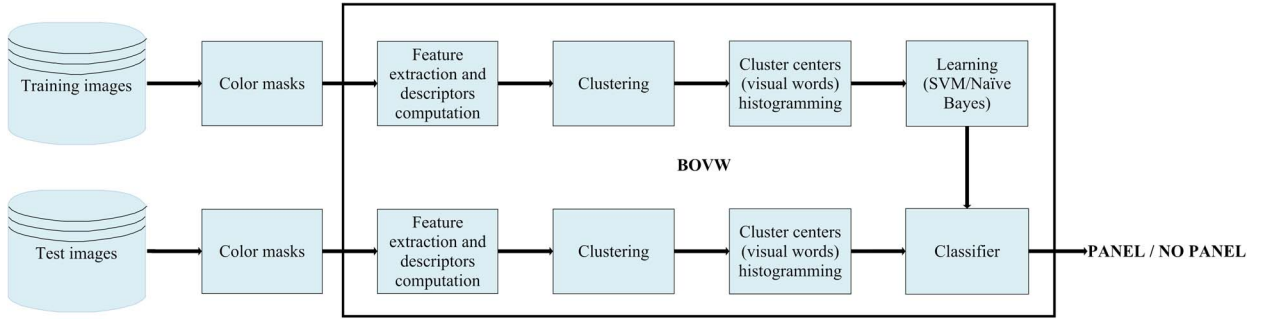 Training images
Color masks
Feature
extraction and
descriptors
computation
Clustering
Cluster centers
(visual words)
histogramming
Learning
(SVM/Naïve
Bayes)
BOVW
Test images
Color masks
Feature
extraction and
descriptors
computation
Clustering
Cluster centers
(visual words)
histogramming
Classifier
PANEL / NO PANEL